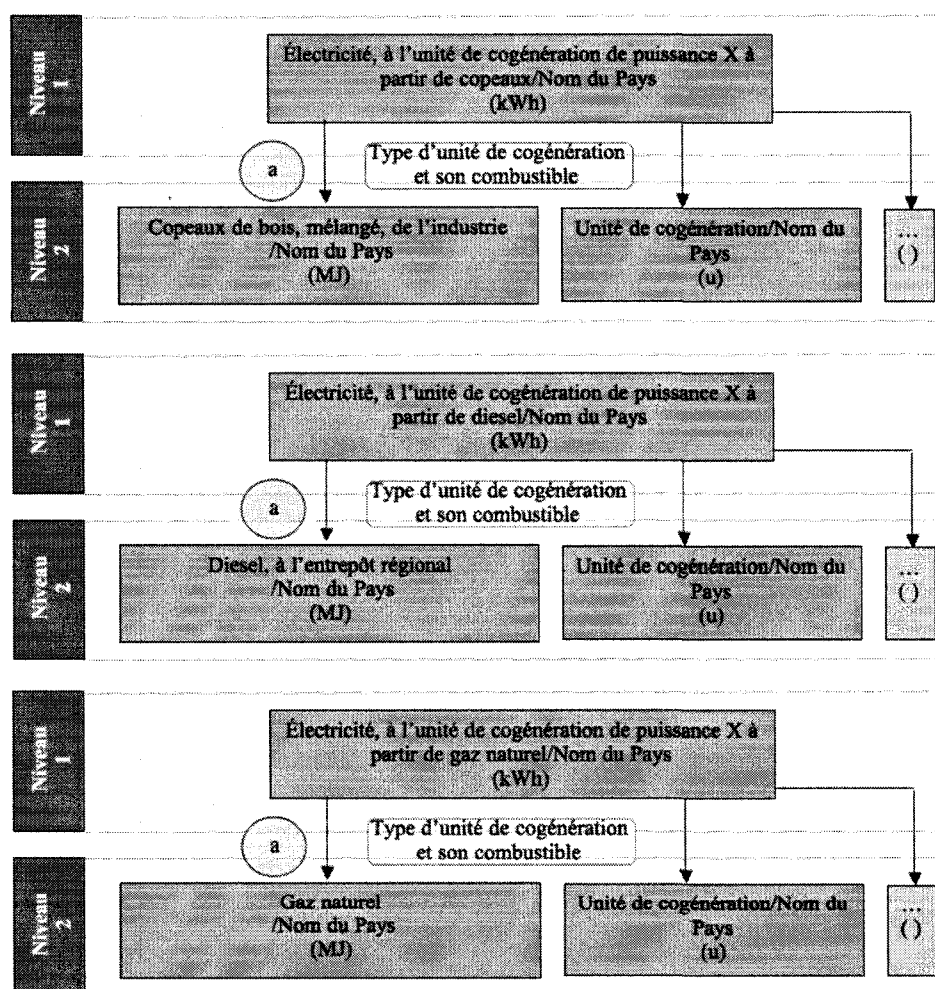 Niveau
1
Électricité, à l'unité de cogénération de puissance X à
partir de copeaux/Nom du Pays
(kWh)
a
Type d'unité de cogénération
et son combustible
Niveau
2
Copeaux de bois, mélangé, de l'industrie
/Nom du Pays
(MJ)
Unité de cogénération/Nom du
Pays
(u)
...
( )
Niveau
1
Électricité, à l'unité de cogénération de puissance X à
partir de diesel/Nom du Pays
(kWh)
a
Type d'unité de cogénération
et son combustible
Niveau
2
Diesel, à l'entrepôt régional
/Nom du Pays
(MJ)
Unité de cogénération/Nom du
Pays
(u)
...
( )
Niveau
1
Électricité, à l'unité de cogénération de puissance X à
partir de gaz naturel/Nom du Pays
(kWh)
a
Type d'unité de cogénération
et son combustible
Niveau
2
Gaz naturel
/Nom du Pays
(MJ)
Unité de cogénération/Nom du
Pays
(u)
...
( )